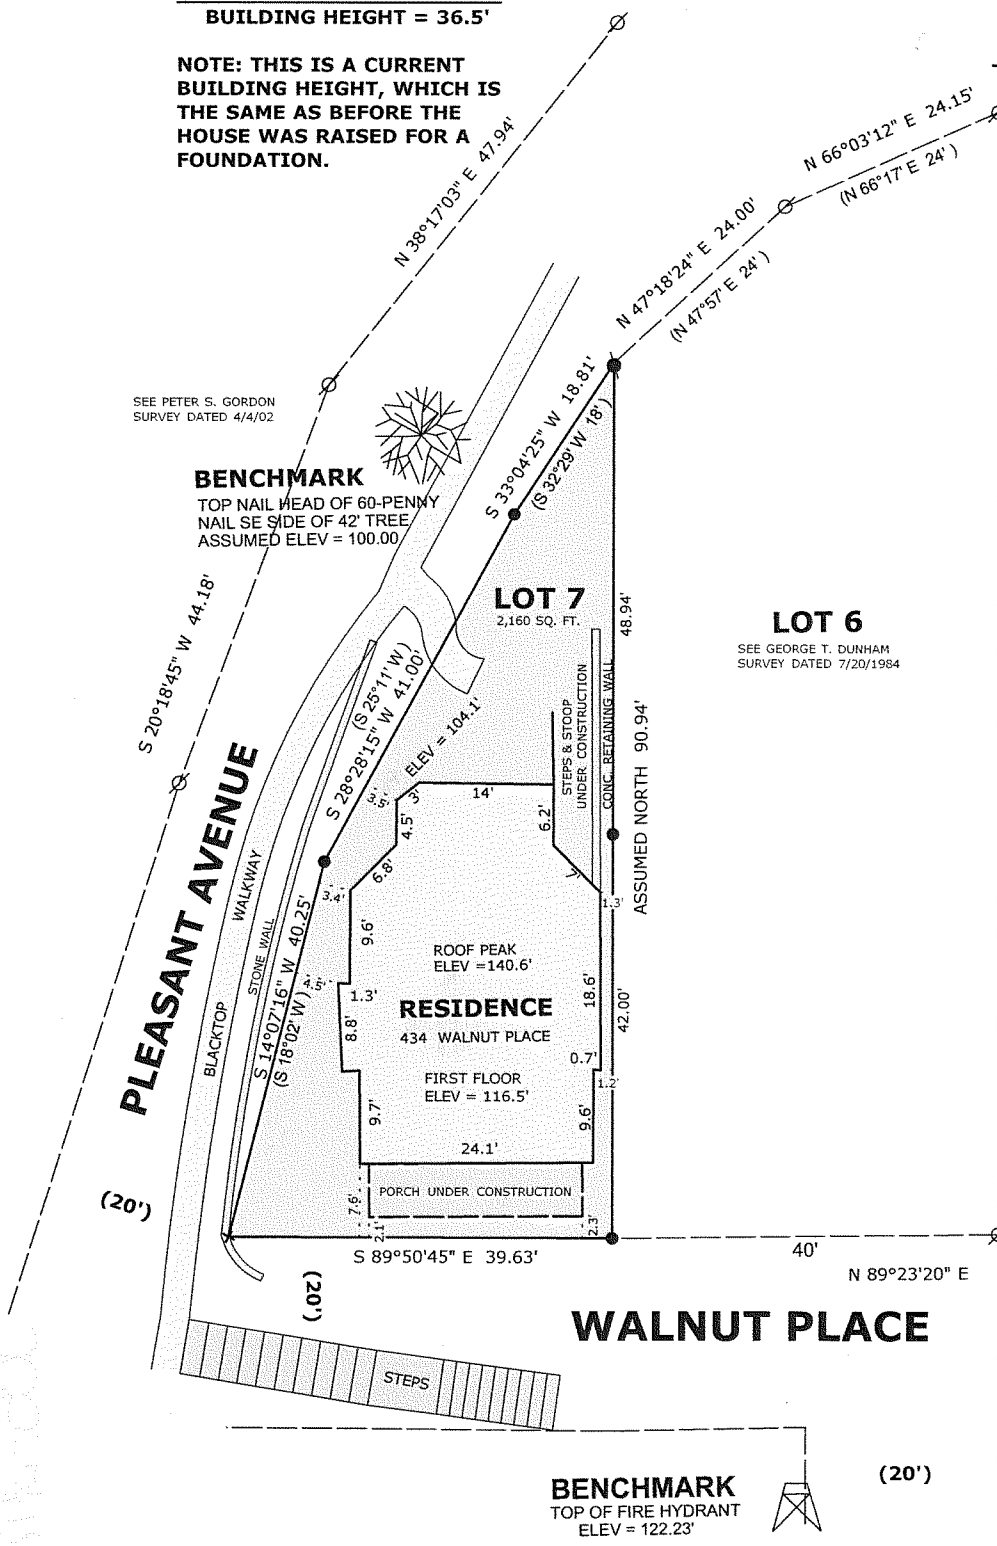 BUILDING HEIGHT = 36.5'
NOTE: THIS IS A CURRENT
BUILDING HEIGHT, WHICH IS
THE SAME AS BEFORE THE
HOUSE WAS RAISED FOR A
FOUNDATION.
N 38°17'03" E 47.94'
N 66°03'12" E 24.15'
(N 66°17' E 24' )
N 47°18'24" E 24.00'
(N 47°57' E 24' )
SEE PETER S. GORDON
SURVEY DATED 4/4/02
S 33°04'25" W 18.81'
(S 32°29' W 18' )
BENCHMARK
TOP NAIL HEAD OF 60-PENNY
NAIL SE SIDE OF 42' TREE
ASSUMED ELEV = 100.00
S 20°18'45" W 44.18'
LOT 7
2,160 SQ. FT.
48.94'
LOT 6
SEE GEORGE T. DUNHAM
SURVEY DATED 7/20/1984
(S 25°11' W )
S 28°28'15" W 41.00'
ELEV = 104.1'
STEPS & STOOP
UNDER CONSTRUCTION
CONC. RETAINING WALL
ASSUMED NORTH 90.94'
PLEASANT AVENUE
WALKWAY
BLACKTOP
STONE WALL
3.5'
3'
14'
4.5'
6.2'
6.8'
7'
3.4'
1.3'
S 14°07'16" W 40.25'
(S 18°02' W )
9.6'
ROOF PEAK
ELEV =140.6'
4.5'
1.3'
18.6'
42.00'
RESIDENCE
434 WALNUT PLACE
8.8'
0.7'
1.2'
FIRST FLOOR
ELEV = 116.5'
9.7'
9.6'
24.1'
PORCH UNDER CONSTRUCTION
7.6'
2.1'
2.3'
(20')
S 89°50'45" E 39.63'
40'
N 89°23'20" E
(20')
WALNUT PLACE
STEPS
BENCHMARK
TOP OF FIRE HYDRANT
ELEV = 122.23'
(20')